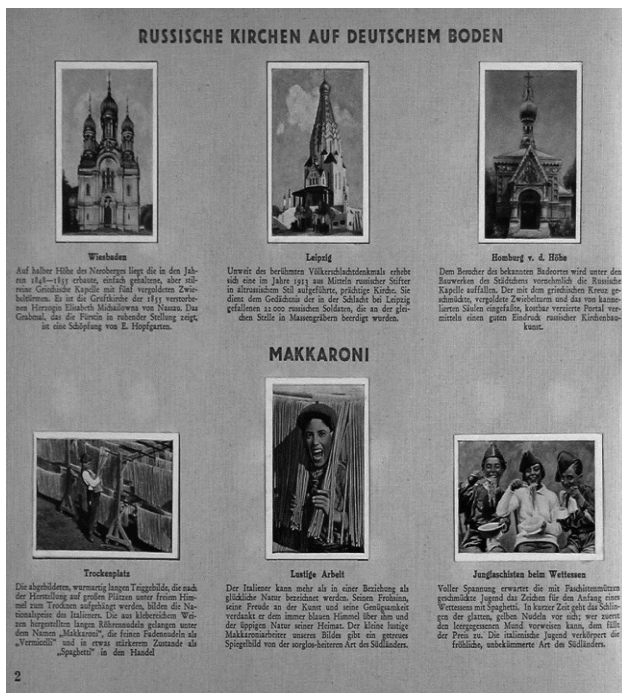 RUSSISCHE KIRCHEN AUF DEUTSCHEM BODEN
Wiesbaden
Auf halber Höhe des Neroberges liegt die in den Jah-
ren 1848–1855 erbaute, einfach gehaltene, aber stil-
reine Griechische Kapelle mit fünf vergoldeten Zwie-
beltürmen. Es ist die Gruftkirche der 1855 verstorbe-
nen Herzogin Elisabeth Michailowna von Nassau. Das
Grabmal, das die Fürstin in ruhender Stellung zeigt,
ist eine Schöpfung von E. Hopfgarten.
Leipzig
Unweit des berühmten Völkerschlachtdenkmals erhebt
sich eine im Jahre 1913 aus Mitteln russischer Stifter
in altrussischem Stil aufgeführte, prächtige Kirche. Sie
dient dem Gedächtnis der in der Schlacht bei Leipzig
gefallenen 22 000 russischen Soldaten, die an der glei-
chen Stelle in Massengräbern beerdigt wurden.
Homburg v. d. Höhe
Dem Besucher des bekannten Badeortes wird unter den
Bauwerken des Städtchens vornehmlich die Russische
Kapelle auffallen. Der mit dem griechischen Kreuz ge-
schmückte, vergoldete Zwiebelturm und das von kanne-
lierten Säulen eingefaßte, kostbar verzierte Portal ver-
mitteln einen guten Eindruck russischer Kirchenbau-
kunst.
MAKKARONI
Trockenplatz
Die abgebildeten, wurmartig langen Teiggebilde, die nach
der Herstellung auf großen Plätzen unter freiem Him-
mel zum Trocknen aufgehängt werden, bilden die Na-
tionalspeise des Italieners. Die aus kleberreichem Wei-
zen hergestellten langen Röhrennudeln gelangen unter
dem Namen „Makkaroni", die feinen Fadennudeln als
„Vermicelli" und in etwas stärkerem Zustande als
„Spaghetti" in den Handel
Lustige Arbeit
Der Italiener kann mehr als in einer Beziehung als
glückliche Natur bezeichnet werden. Seinen Frohsinn,
seine Freude an der Kunst und seine Genügsamkeit
verdankt er dem immer blauen Himmel über ihm und
der üppigen Natur seiner Heimat. Der kleine lustige
Makkaroniarbeiter unseres Bildes gibt ein getreues
Spiegelbild von der sorglos-heiteren Art des Südländers.
Jungfaschisten beim Wettessen
Voller Spannung erwartet die mit Faschistenmützen
geschmückte Jugend das Zeichen für den Anfang eines
Wettessens mit Spaghetti. In kurzer Zeit geht das Schlin-
gen der glatten, gelben Nudeln vor sich; wer zuerst
den leergegessenen Mund vorweisen kann, dem fällt
der Preis zu. Die italienische Jugend verkörpert die
fröhliche, unbekümmerte Art des Südländers.
2